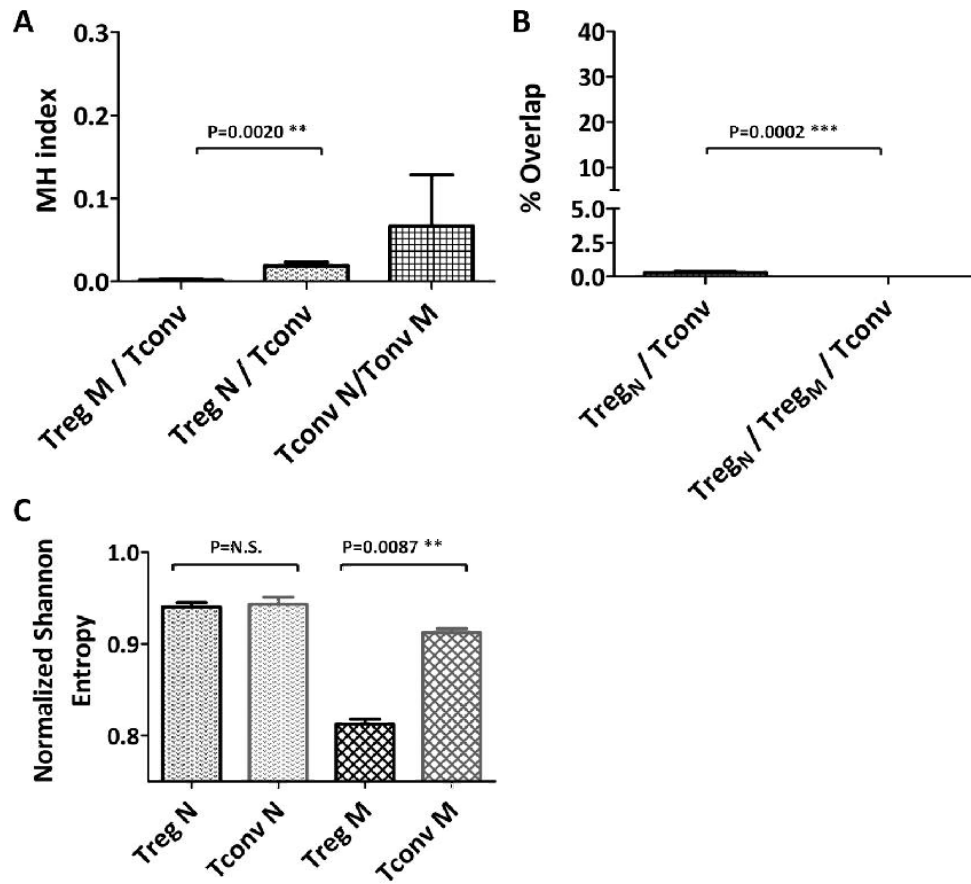 A
MH index
0.3
0.2
0.1
0.0
P=0.0020 **
Treg M / Tconv
Treg N / Tconv
Tconv N/Tonv M
B
% Overlap
40
30
20
10
5.0
2.5
0.0
P=0.0002 ***
TregN / Tconv
TregN / TregM / Tconv
C
Normalized Shannon
Entropy
1.0
0.9
0.8
P=N.S.
P=0.0087 **
Treg N
Tconv N
Treg M
Tconv M